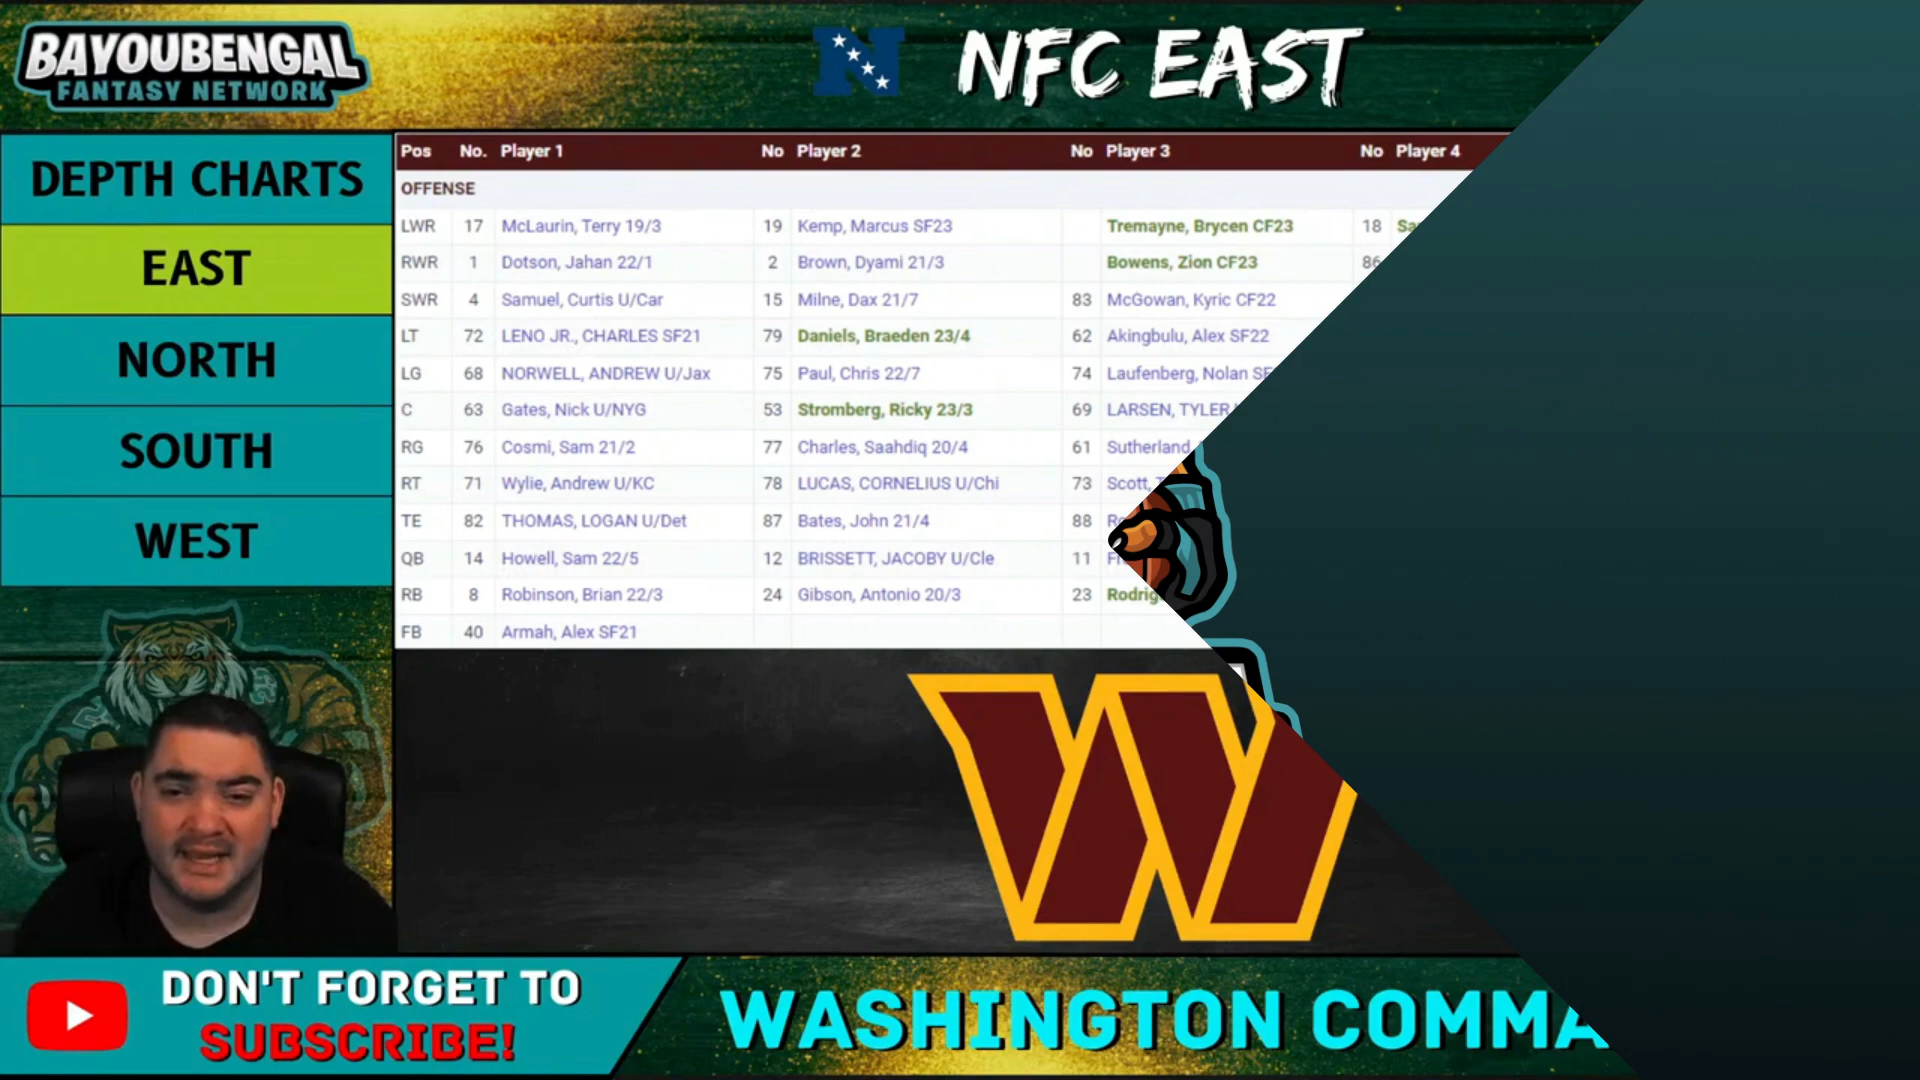 BAYOUBENGAL
FANTASY NETWORK
NFC EAST
DEPTH CHARTS
EAST
NORTH
SOUTH
WEST
Pos No. Player 1 No Player 2 No Player 3 No Player 4
OFFENSE
LWR 17 McLaurin, Terry 19/3 19 Kemp, Marcus SF23 Tremayne, Brycen CF23 18
RWR 1 Dotson, Jahan 22/1 2 Brown, Dyami 21/3 Bowens, Zion CF23 86
SWR 4 Samuel, Curtis U/Car 15 Milne, Dax 21/7 83 McGowan, Kyric CF22
LT 72 LENO JR., CHARLES SF21 79 Daniels, Braeden 23/4 62 Akingbulu, Alex SF22
LG 68 NORWELL, ANDREW U/Jax 75 Paul, Chris 22/7 74 Laufenberg, Nolan
C 63 Gates, Nick U/NYG 53 Stromberg, Ricky 23/3 69 LARSEN, TYLER
RG 76 Cosmi, Sam 21/2 77 Charles, Saahdiq 20/4 61 Sutherland,
RT 71 Wylie, Andrew U/KC 78 LUCAS, CORNELIUS U/Chi 73 Scott,
TE 82 THOMAS, LOGAN U/Det 87 Bates, John 21/4 88
QB 14 Howell, Sam 22/5 12 BRISSETT, JACOBY U/Cle 11
RB 8 Robinson, Brian 22/3 24 Gibson, Antonio 20/3 23 Rodrig
FB 40 Armah, Alex SF21
W
DON'T FORGET TO
SUBSCRIBE!
WASHINGTON COMMA